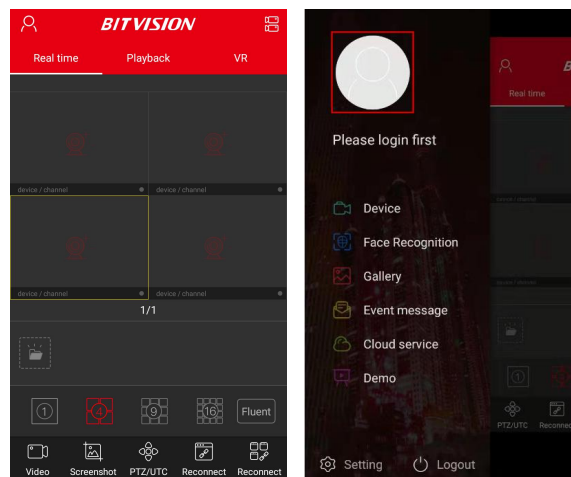 BITVISION
Real time Playback VR
device / channel device / channel
device / channel device / channel
1/1
1 4 9 16 Fluent
Video Screenshot PTZ/UTC Reconnect Reconnect
Please login first
Device
Face Recognition
Gallery
Event message
Cloud service
Demo
Setting Logout
B
Real time
1
PTZ/UTC Reconnec